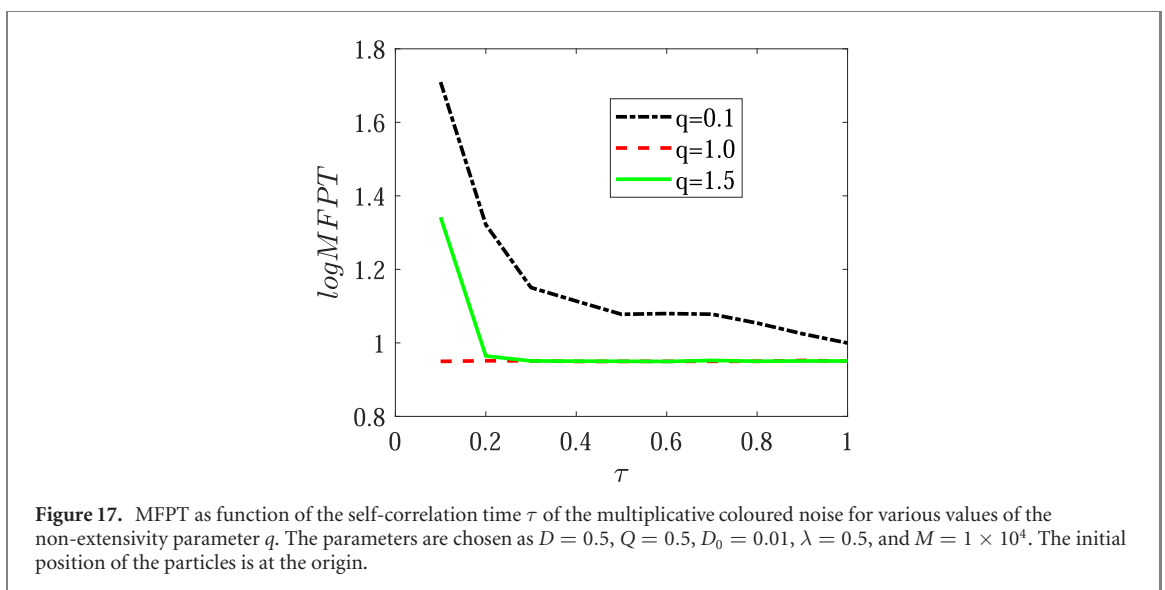 1.8
1.6
1.4
1.2
1
0.8
logMFPT
q=0.1
q=1.0
q=1.5
0 0.2 0.4 0.6 0.8 1
τ
Figure 17. MFPT as function of the self-correlation time τ of the multiplicative coloured noise for various values of the
non-extensivity parameter q. The parameters are chosen as D = 0.5, Q = 0.5, D₀ = 0.01, λ = 0.5, and M = 1 × 10⁴. The initial
position of the particles is at the origin.